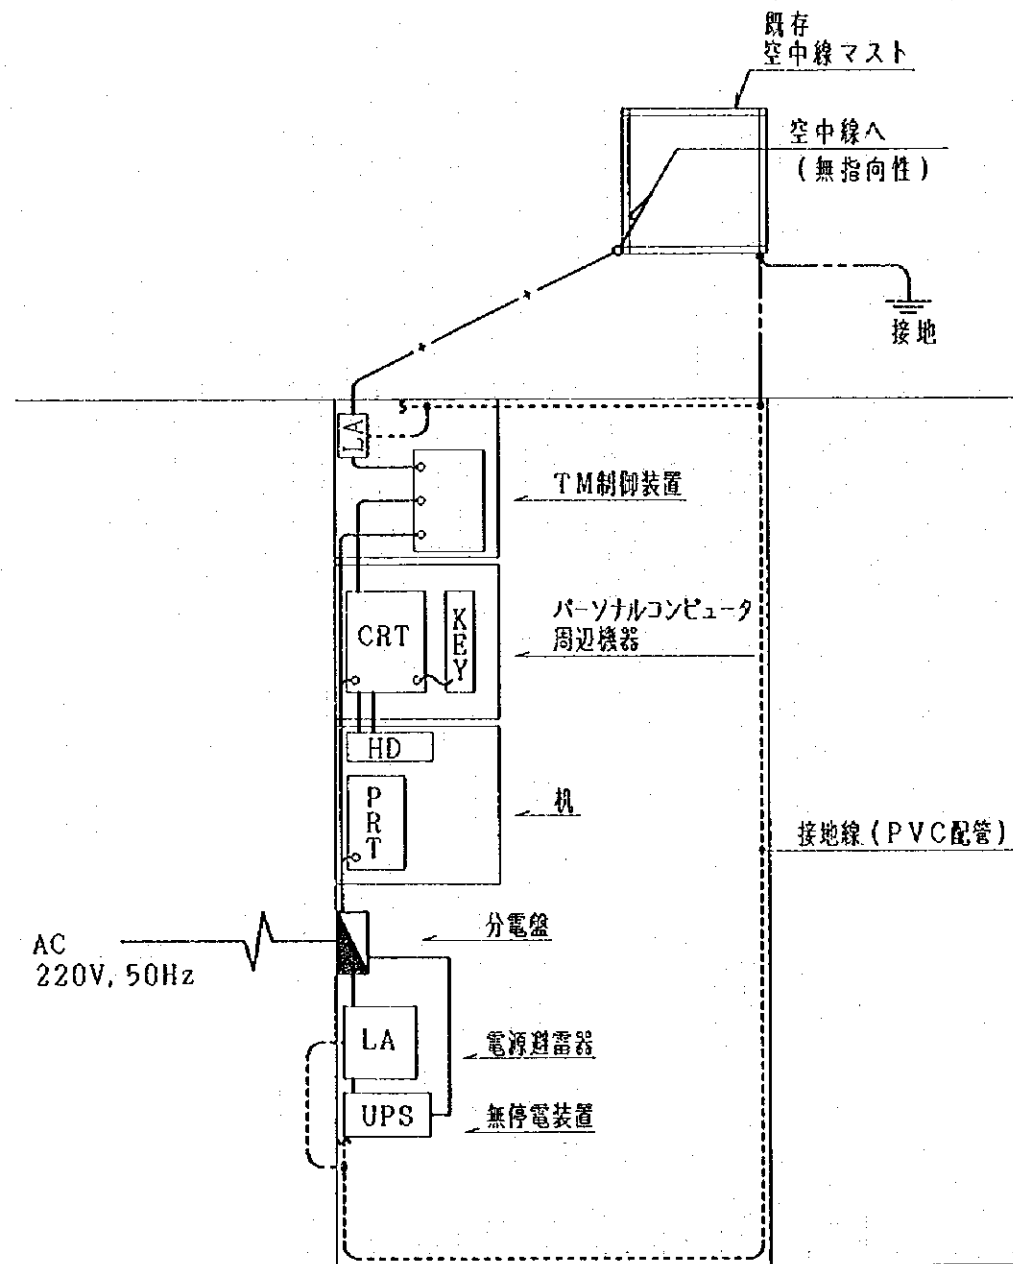 既存
空中線マスト
空中線へ
(無指向性)
接地
LA
TM制御装置
パーソナルコンピュータ
周辺機器
CRT
KEY
HD
PRT
机
接地線(PVC配管)
分電盤
AC
220V, 50Hz
LA
電源避雷器
UPS
無停電装置